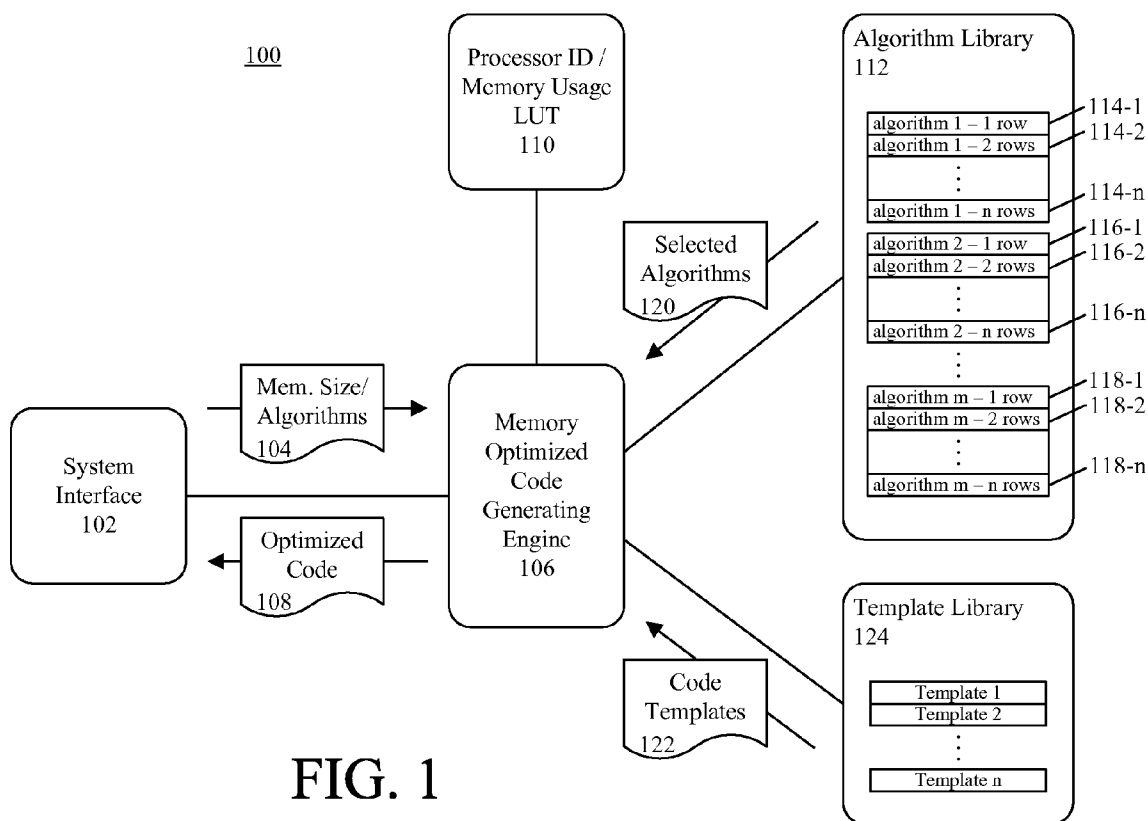 100
Processor ID /
Memory Usage
LUT
110
Algorithm Library
112
algorithm 1 – 1 row
114-1
algorithm 1 – 2 rows
114-2
algorithm 1 – n rows
114-n
algorithm 2 – 1 row
116-1
algorithm 2 – 2 rows
116-2
algorithm 2 – n rows
116-n
algorithm m – 1 row
118-1
algorithm m – 2 rows
118-2
algorithm m – n rows
118-n
Selected
Algorithms
120
Mem. Size/
Algorithms
104
System
Interface
102
Memory
Optimized
Code
Generating
Engine
106
Optimized
Code
108
Code
Templates
122
Template Library
124
Template 1
Template 2
Template n
FIG. 1